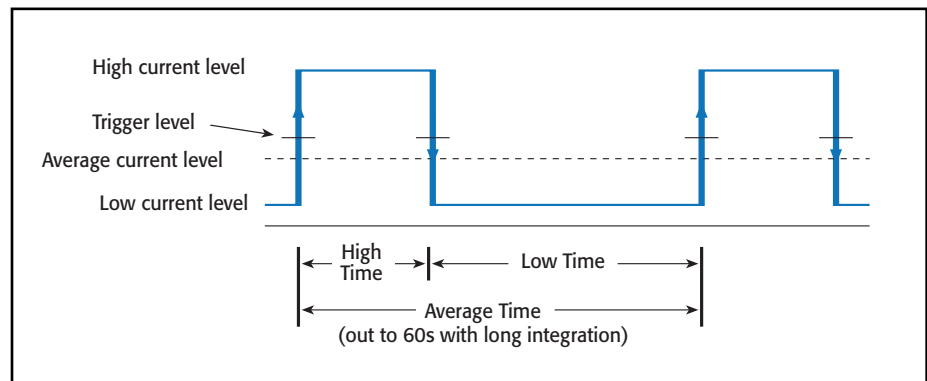 High current level
Trigger level
Average current level
Low current level
High
Time
Low Time
Average Time
(out to 60s with long integration)